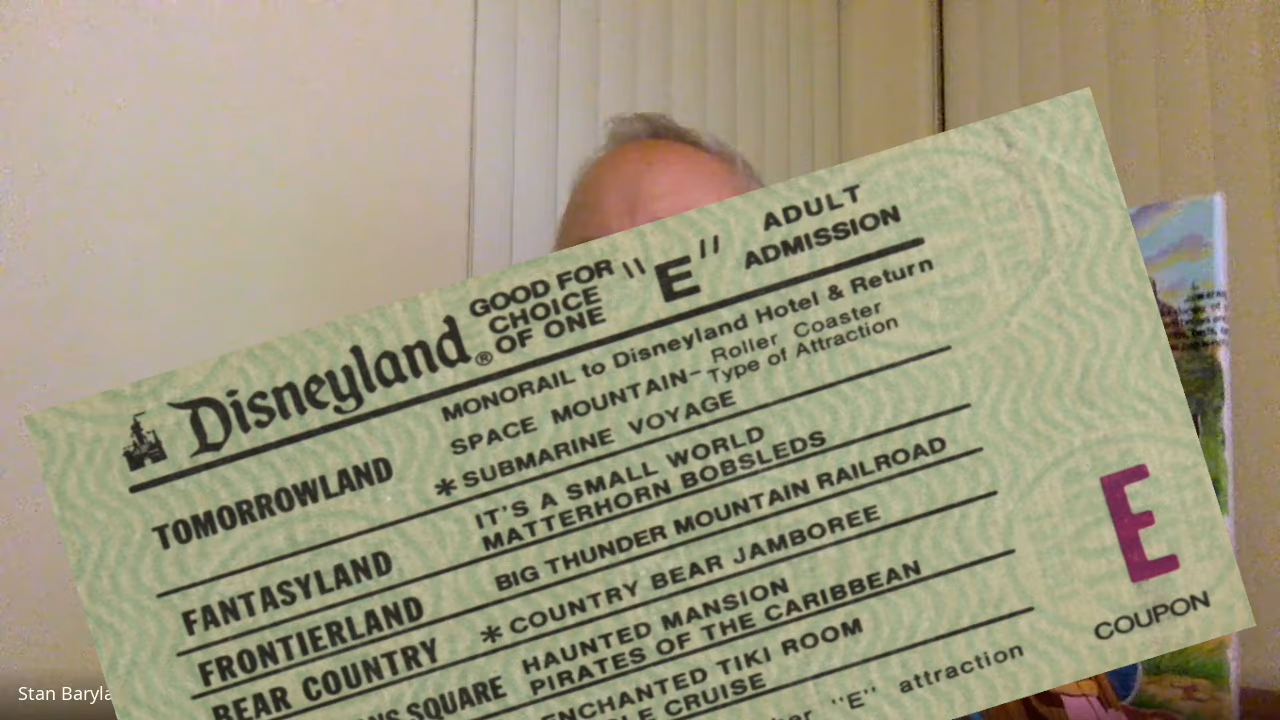 Disneyland®
GOOD FOR
CHOICE
OF ONE
"E"
ADULT
ADMISSION
TOMORROWLAND
MONORAIL to Disneyland Hotel & Return
SPACE MOUNTAIN- Roller Coaster
Type of Attraction
*SUBMARINE VOYAGE
FANTASYLAND
IT'S A SMALL WORLD
MATTERHORN BOBSLEDS
FRONTIERLAND
BIG THUNDER MOUNTAIN RAILROAD
BEAR COUNTRY
*COUNTRY BEAR JAMBOREE
SQUARE
HAUNTED MANSION
PIRATES OF THE CARIBBEAN
ENCHANTED TIKI ROOM
CRUISE
"E" attraction
E
COUPON
Stan Baryla